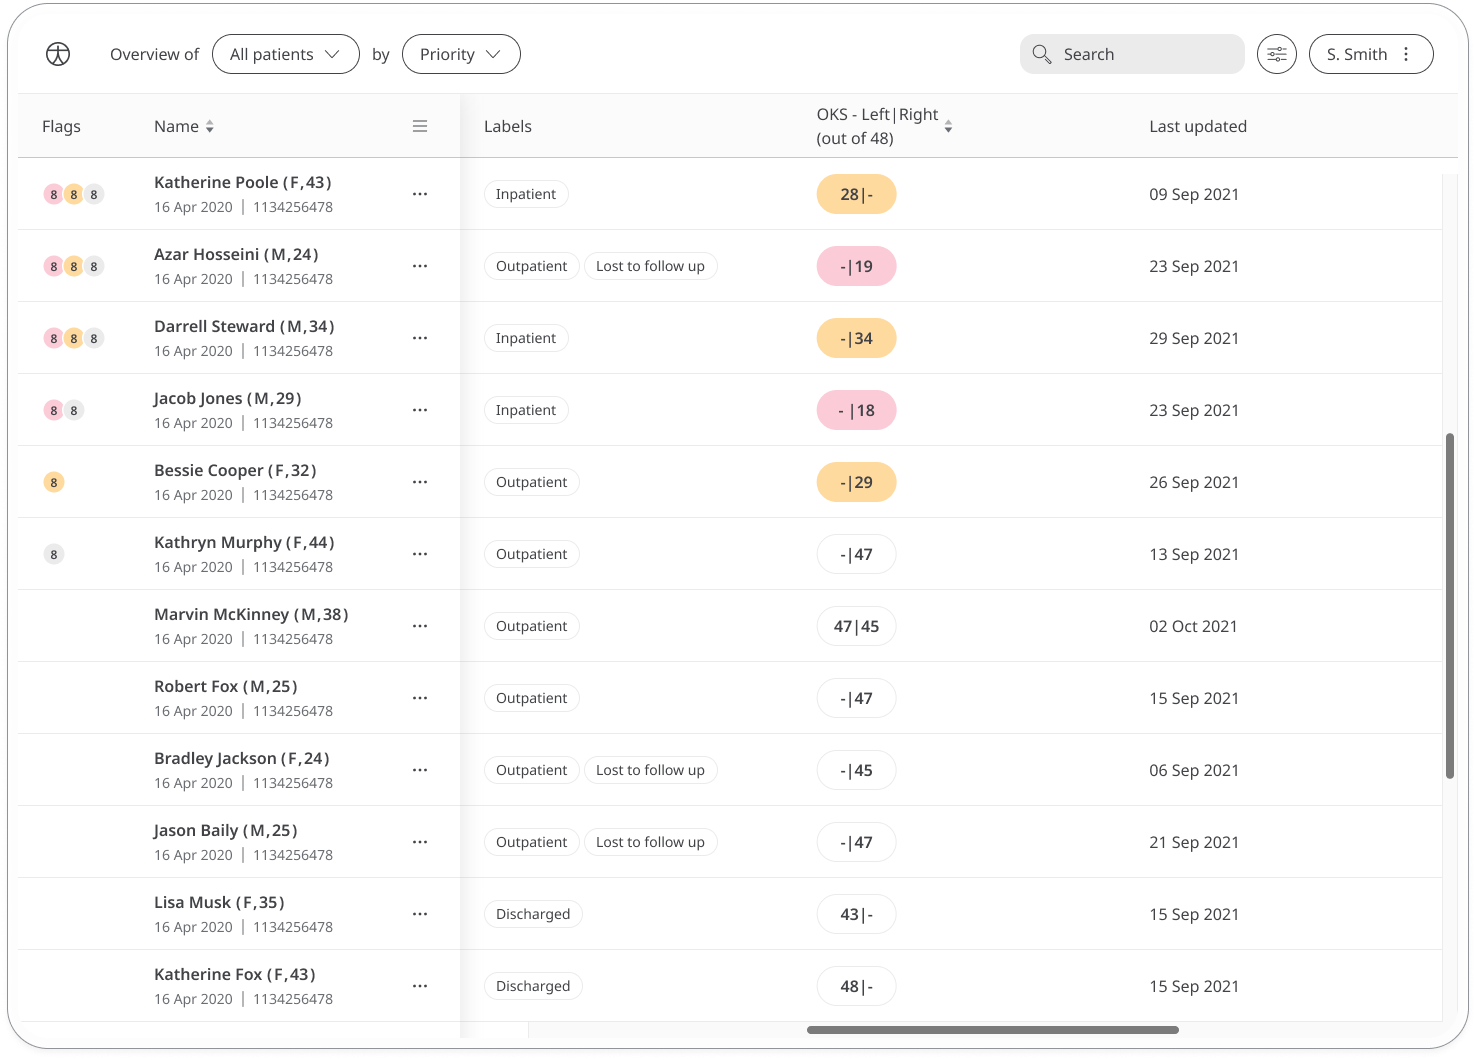 Overview of All patients by Priority Search S. Smith
Flags Name Labels OKS - Left|Right (out of 48) Last updated
8 8 8 Katherine Poole (F,43) Inpatient 28|- 09 Sep 2021
16 Apr 2020 | 1134256478
8 8 8 Azar Hosseini (M,24) Outpatient Lost to follow up -|19 23 Sep 2021
16 Apr 2020 | 1134256478
8 8 8 Darrell Steward (M,34) Inpatient -|34 29 Sep 2021
16 Apr 2020 | 1134256478
8 8 Jacob Jones (M,29) Inpatient - |18 23 Sep 2021
16 Apr 2020 | 1134256478
8 Bessie Cooper (F,32) Outpatient -|29 26 Sep 2021
16 Apr 2020 | 1134256478
8 Kathryn Murphy (F,44) Outpatient -|47 13 Sep 2021
16 Apr 2020 | 1134256478
Marvin McKinney (M,38) Outpatient 47|45 02 Oct 2021
16 Apr 2020 | 1134256478
Robert Fox (M,25) Outpatient -|47 15 Sep 2021
16 Apr 2020 | 1134256478
Bradley Jackson (F,24) Outpatient Lost to follow up -|45 06 Sep 2021
16 Apr 2020 | 1134256478
Jason Baily (M,25) Outpatient Lost to follow up -|47 21 Sep 2021
16 Apr 2020 | 1134256478
Lisa Musk (F,35) Discharged 43|- 15 Sep 2021
16 Apr 2020 | 1134256478
Katherine Fox (F,43) Discharged 48|- 15 Sep 2021
16 Apr 2020 | 1134256478